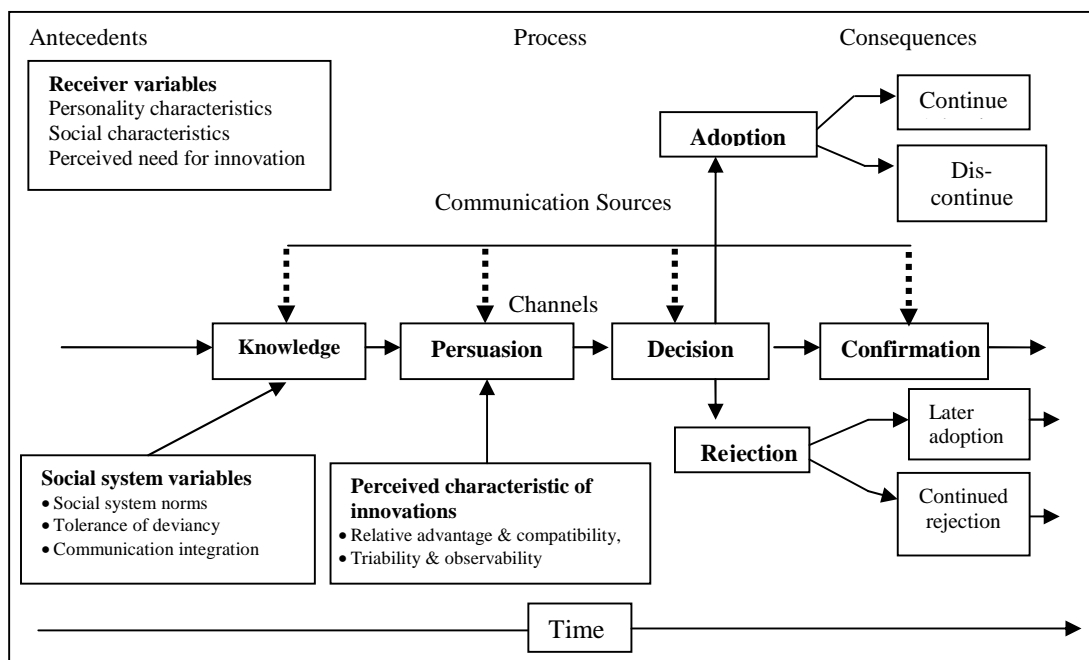 Antecedents
Process
Consequences
Receiver variables
Personality characteristics
Social characteristics
Perceived need for innovation
Adoption
Continue
Dis-
continue
Communication Sources
Channels
Knowledge
Persuasion
Decision
Confirmation
Rejection
Later
adoption
Continued
rejection
Social system variables
• Social system norms
• Tolerance of deviancy
• Communication integration
Perceived characteristic of
innovations
• Relative advantage & compatibility,
• Triability & observability
Time